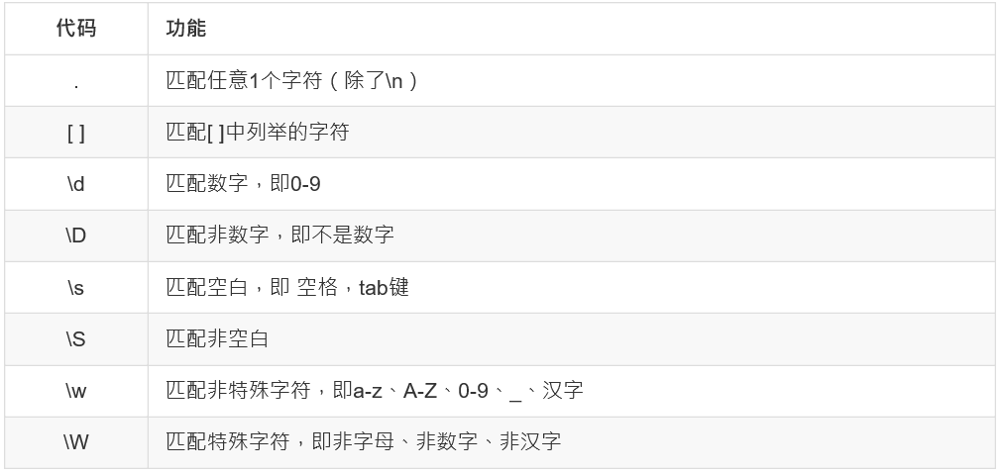 代码 功能
. 匹配任意1个字符（除了\n）
[ ] 匹配[ ]中列举的字符
\d 匹配数字，即0-9
\D 匹配非数字，即不是数字
\s 匹配空白，即 空格，tab键
\S 匹配非空白
\w 匹配非特殊字符，即a-z、A-Z、0-9、_、汉字
\W 匹配特殊字符，即非字母、非数字、非汉字